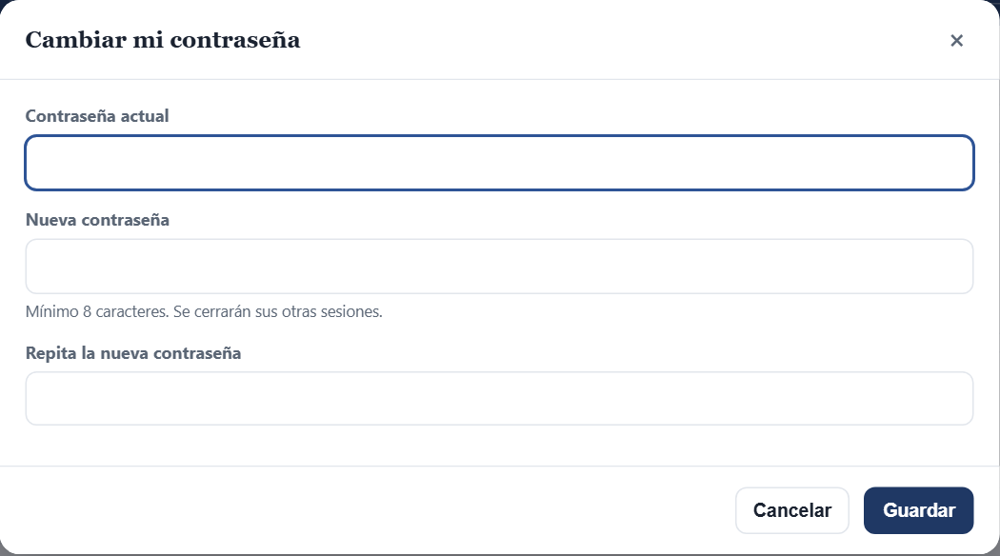 Cambiar mi contraseña
×
Contraseña actual
Nueva contraseña
Mínimo 8 caracteres. Se cerrarán sus otras sesiones.
Repita la nueva contraseña
Cancelar
Guardar